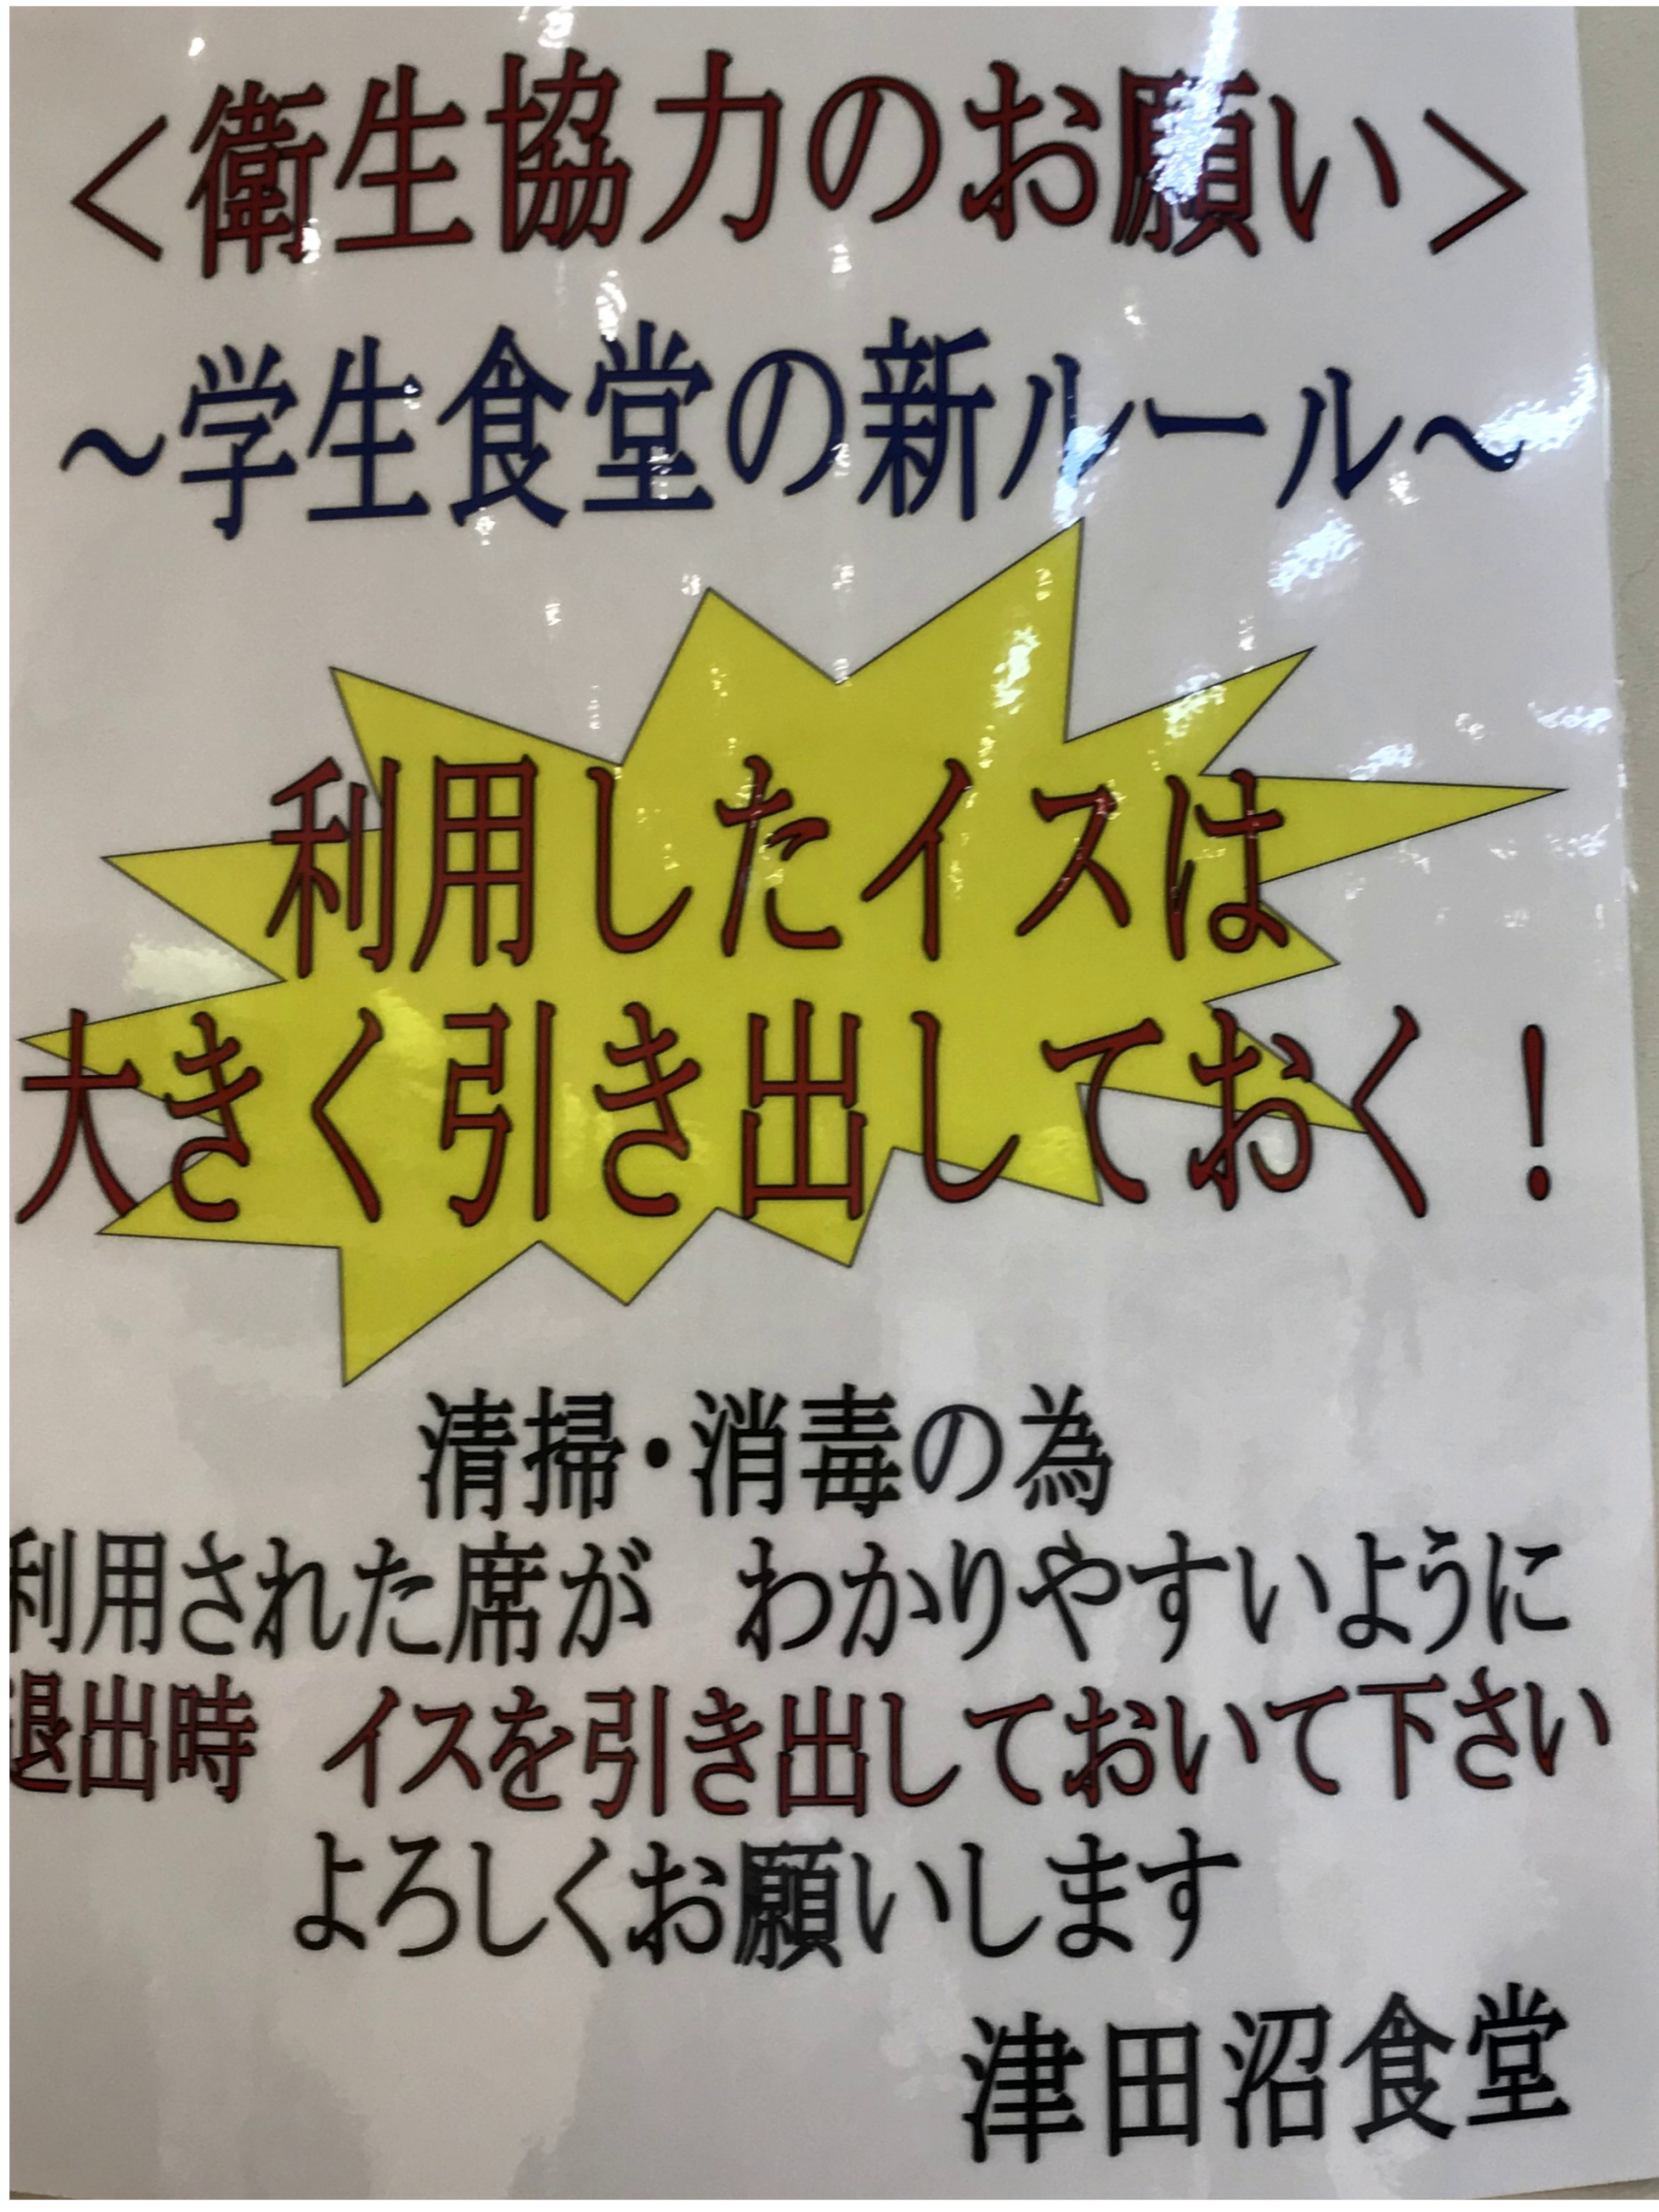 <衛生協力のお願い>
～学生食堂の新ルール～
利用したイスは
大きく引き出しておく！
清掃・消毒の為
利用された席が　わかりやすいように
退出時　イスを引き出しておいて下さい
よろしくお願いします
津田沼食堂